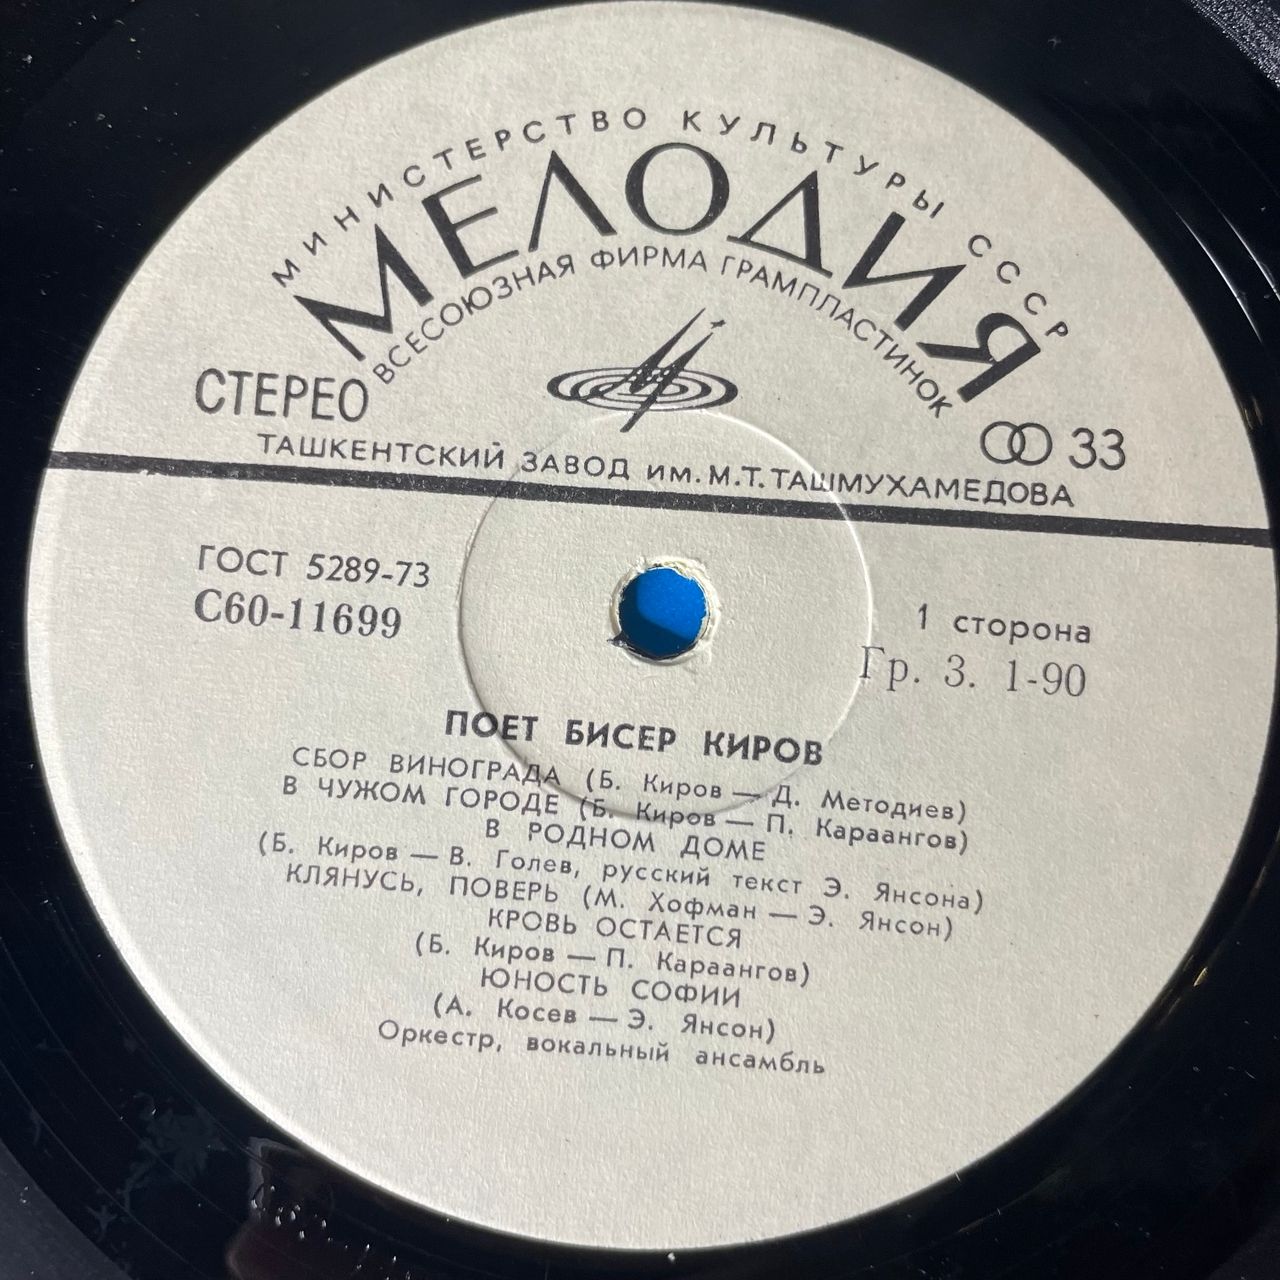 МИНИСТЕРСТВО КУЛЬТУРЫ СССР
МЕЛОДИЯ
ВСЕСОЮЗНАЯ ФИРМА ГРАМПЛАСТИНОК
СТЕРЕО
33
ТАШКЕНТСКИЙ ЗАВОД ИМ. М.Т. ТАШМУХАМЕДОВА
ГОСТ 5289-73
С60-11699
1 сторона
Гр. 3. 1-90
ПОЕТ БИСЕР КИРОВ
СБОР ВИНОГРАДА (Б. Киров — Д. Методиев)
В ЧУЖОМ ГОРОДЕ (Б. Киров — П. Караангов)
В РОДНОМ ДОМЕ
(Б. Киров — В. Голев, русский текст Э. Янсона)
КЛЯНУСЬ, ПОВЕРЬ (М. Хофман — Э. Янсон)
КРОВЬ ОСТАЕТСЯ
(Б. Киров — П. Караангов)
ЮНОСТЬ СОФИИ
(А. Косев — Э. Янсон)
Оркестр, вокальный ансамбль